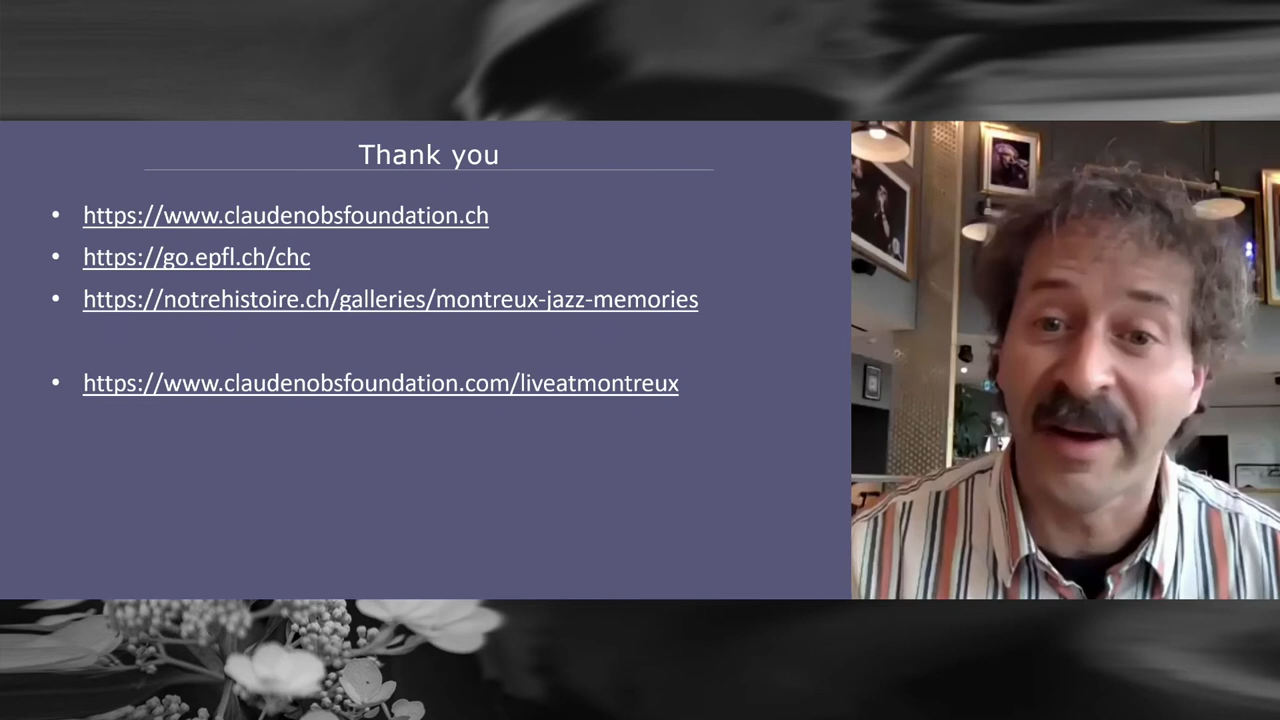 Thank you
• https://www.claudenobsfoundation.ch
• https://go.epfl.ch/chc
• https://notrehistoire.ch/galleries/montreux-jazz-memories
• https://www.claudenobsfoundation.com/liveatmontreux